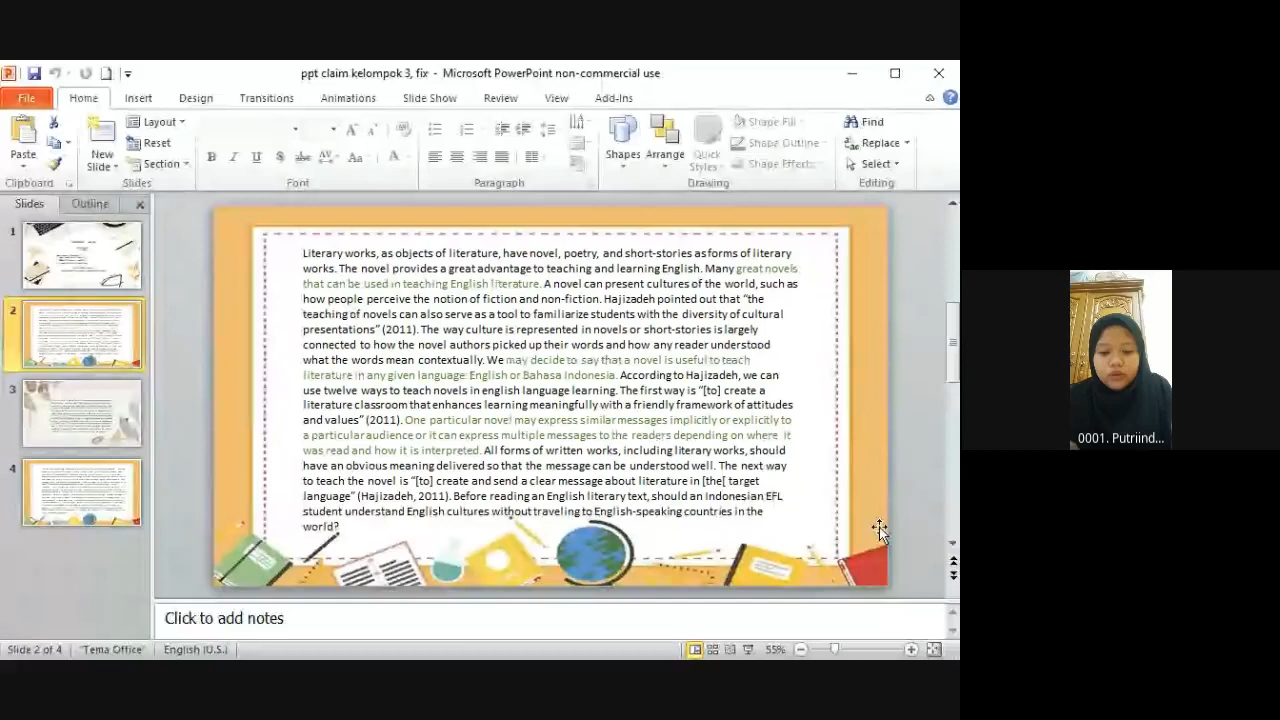 ppt claim kelompok 3, fix - Microsoft PowerPoint non-commercial use
File Home Insert Design Transitions Animations Slide Show Review View Add-Ins
Paste
New Slide
Layout
Reset
Section
B I U S abc AV Aa A
Shapes
Arrange
Quick Styles
Shape Fill
Shape Outline
Shape Effects
Find
Replace
Select
Clipboard Slides Font Paragraph Drawing Editing
Slides Outline
1
2
3
4
Literary works, as objects of literature, have novel, poetry, and short-stories as forms of literary
works. The novel provides a great advantage to teaching and learning English. Many great novels
that can be used in teaching English literature. A novel can present cultures of the world, such as
how people perceive the notion of fiction and non-fiction. Hajizadeh pointed out that “the
teaching of novels can also serve as a tool to familiarize students with the diversity of cultural
presentations” (2011). The way culture is represented in novels or short-stories is largely
connected to how the novel authors picked up their words and how any reader understood
what the words mean contextually. We may decide to say that a novel is useful to teach
literature in any given language English or Bahasa Indonesia. According to Hajizadeh, we can
use twelve ways to teach novels in english language learning. The first way is “[to] create a
literature classroom that enhances learning meaningfully with a friendly framework of attitudes
and values” (2011). One particular novel may express similar messages implicitly or explicitly to
a particular audience or it can express multiple messages to the readers depending on where it
was read and how it is interpreted. All forms of written works, including literary works, should
have an obvious meaning delivered so that the message can be understood well. The next way
to teach the novel is “[to] create and share a clear message about literature in [the[ target
language” (Hajizadeh, 2011). Before reading an English literary text, should an Indonesian EFL
student understand English cultures without traveling to English-speaking countries in the
world?
Click to add notes
Slide 2 of 4 "Tema Office" English (U.S.) 55%
0001. Putriind...